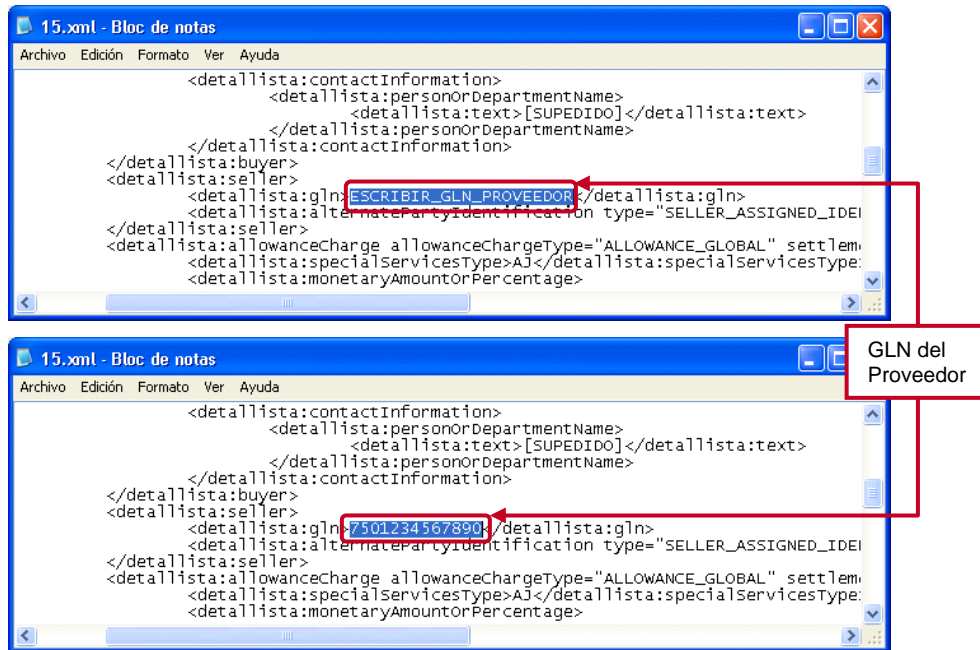 15.xml - Bloc de notas
Archivo Edición Formato Ver Ayuda
<detallista:contactInformation>
<detallista:personOrDepartmentName>
<detallista:text>[SUPEDIDO]</detallista:text>
</detallista:personOrDepartmentName>
</detallista:contactInformation>
</detallista:buyer>
<detallista:seller>
<detallista:gln>ESCRIBIR_GLN_PROVEEDOR</detallista:gln>
<detallista:alternatePartyIdentification type="SELLER_ASSIGNED_IDE
</detallista:seller>
<detallista:allowanceCharge allowanceChargeType="ALLOWANCE_GLOBAL" settlem
<detallista:specialServicesType>AJ</detallista:specialServicesType
<detallista:monetaryAmountOrPercentage>
GLN del
Proveedor
15.xml - Bloc de notas
Archivo Edición Formato Ver Ayuda
<detallista:contactInformation>
<detallista:personOrDepartmentName>
<detallista:text>[SUPEDIDO]</detallista:text>
</detallista:personOrDepartmentName>
</detallista:contactInformation>
</detallista:buyer>
<detallista:seller>
<detallista:gln>7501234567890</detallista:gln>
<detallista:alternatePartyIdentification type="SELLER_ASSIGNED_IDE
</detallista:seller>
<detallista:allowanceCharge allowanceChargeType="ALLOWANCE_GLOBAL" settlem
<detallista:specialServicesType>AJ</detallista:specialServicesType
<detallista:monetaryAmountOrPercentage>